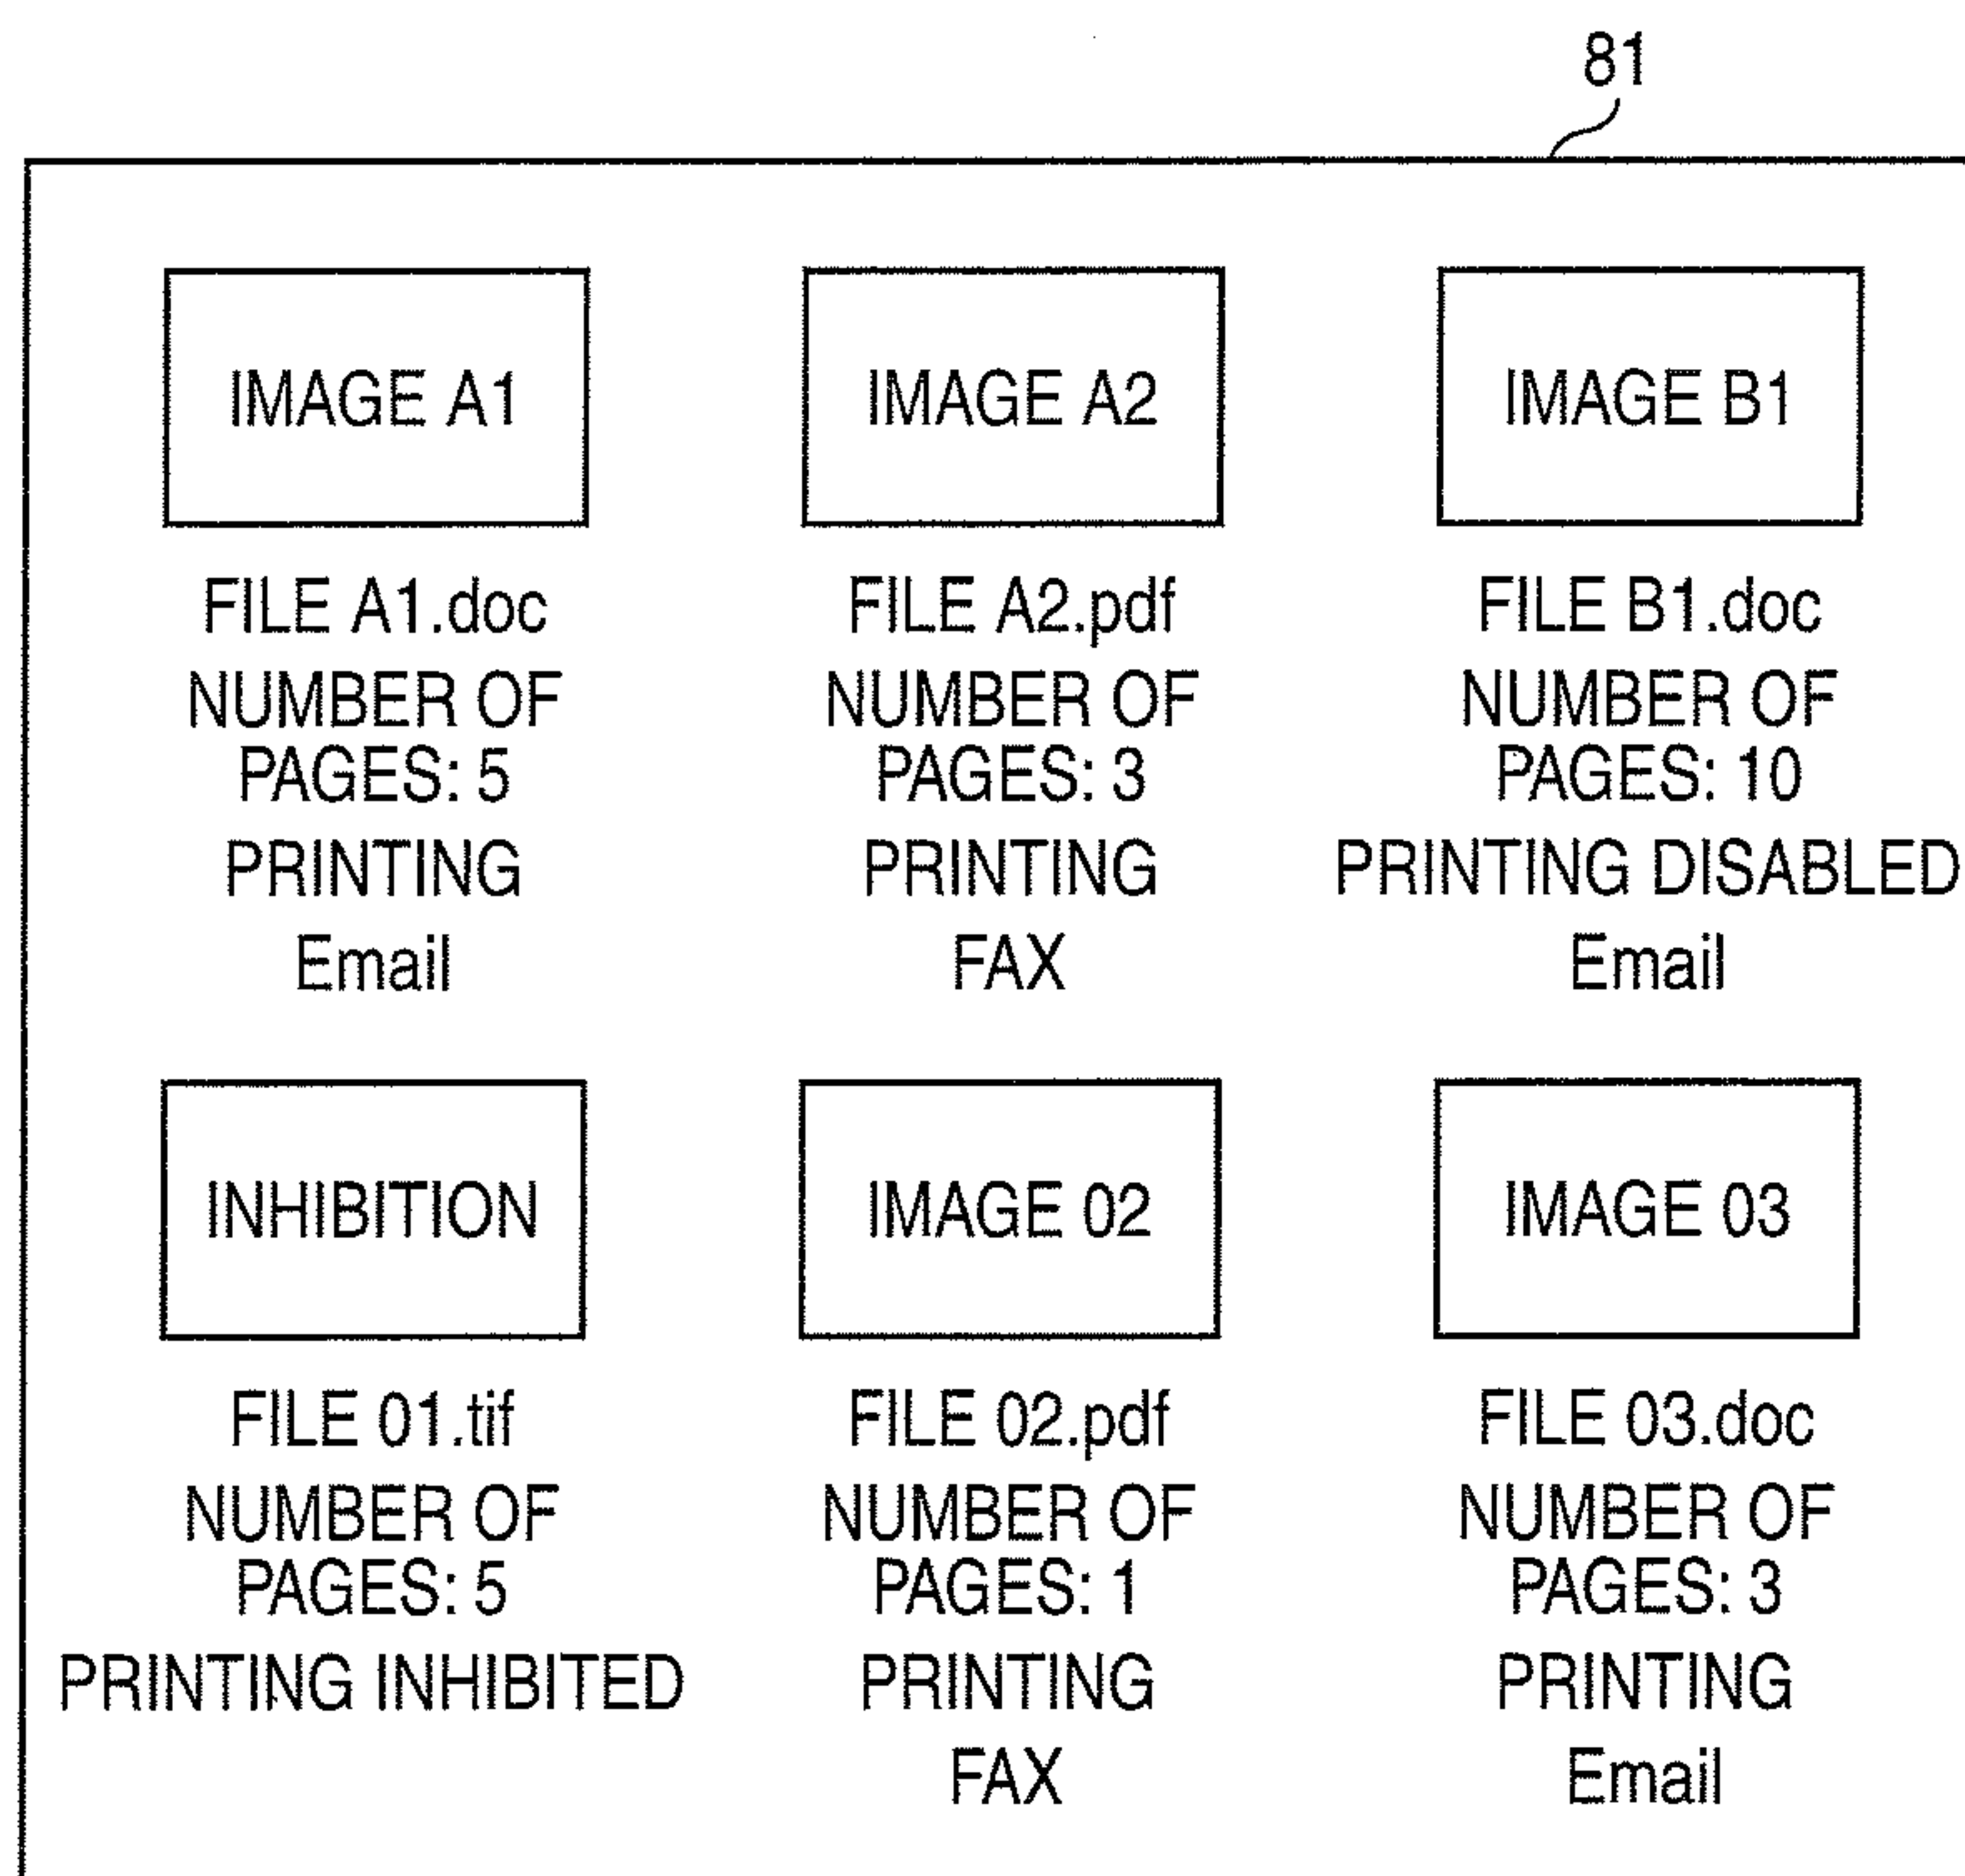 81
IMAGE A1
IMAGE A2
IMAGE B1
FILE A1.doc
NUMBER OF
PAGES: 5
PRINTING
Email
FILE A2.pdf
NUMBER OF
PAGES: 3
PRINTING
FAX
FILE B1.doc
NUMBER OF
PAGES: 10
PRINTING DISABLED
Email
INHIBITION
IMAGE 02
IMAGE 03
FILE 01.tif
NUMBER OF
PAGES: 5
PRINTING INHIBITED
FILE 02.pdf
NUMBER OF
PAGES: 1
PRINTING
FAX
FILE 03.doc
NUMBER OF
PAGES: 3
PRINTING
Email